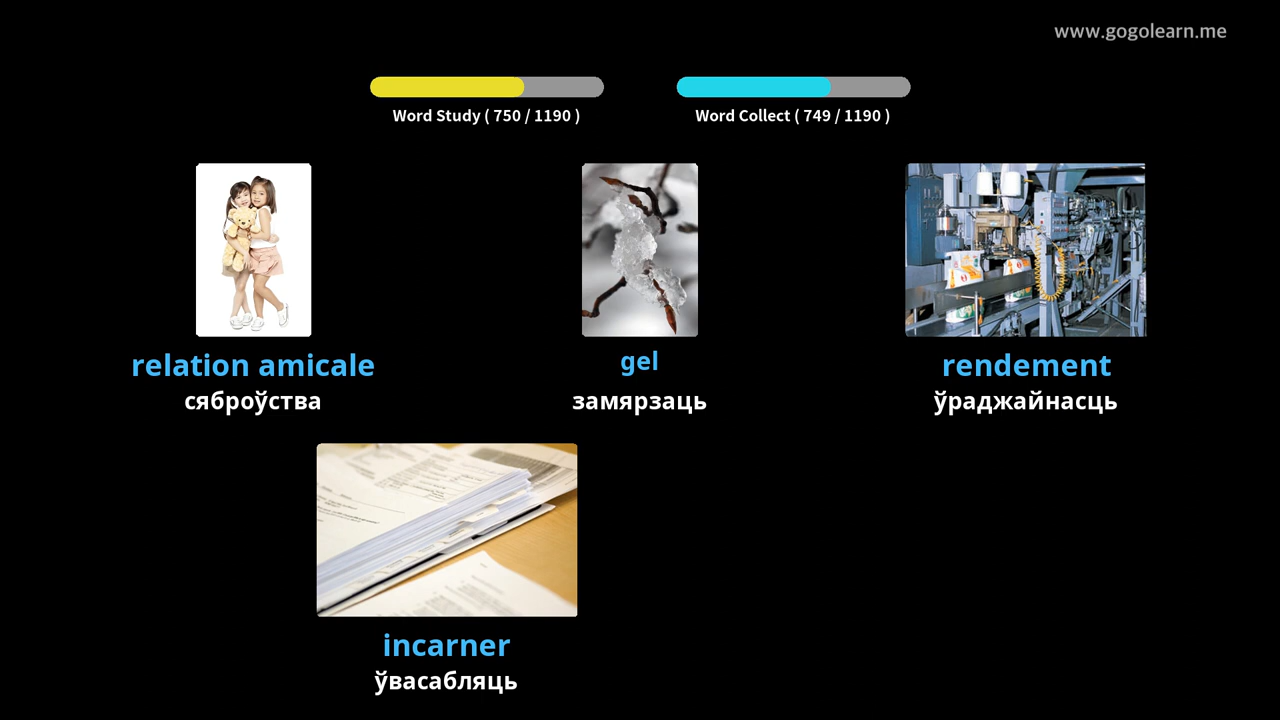 www.gogolearn.me
Word Study ( 750 / 1190 )
Word Collect ( 749 / 1190 )
relation amicale
сяброўства
gel
замярзаць
rendement
ўраджайнасць
incarner
ўвасабляць